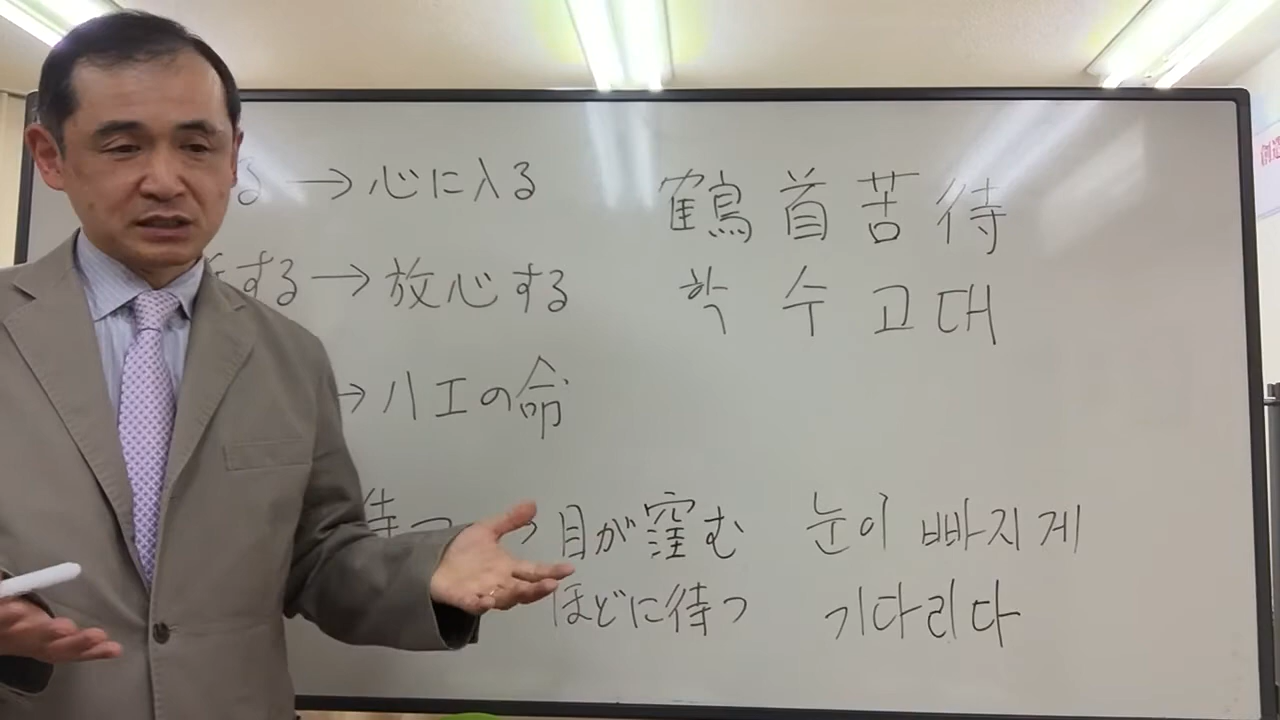 る → 心に入る
する → 放心する
→ ハエの命
待つ → 目が窪む
ほどに待つ
鶴首苦待
학수고대
눈이 빠지게
기다리다